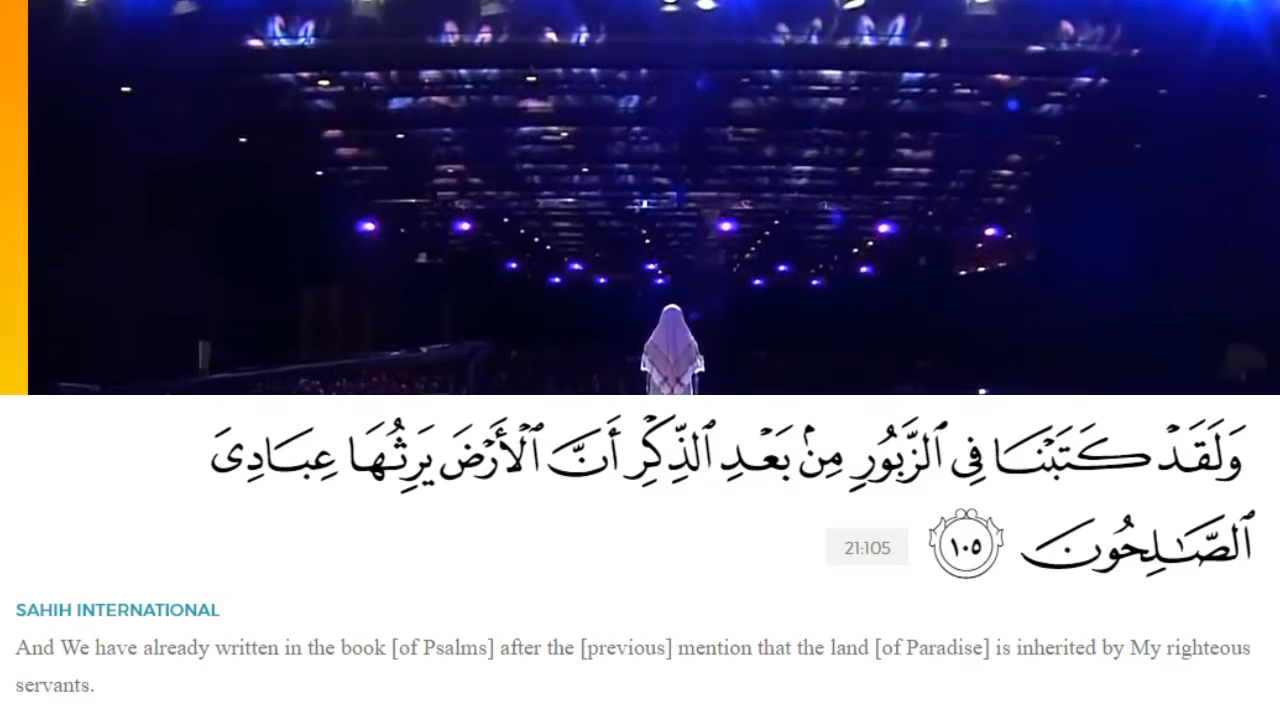 وَلَقَدْ كَتَبْنَا فِى ٱلزَّبُورِ مِنۢ بَعْدِ ٱلذِّكْرِ أَنَّ ٱلْأَرْضَ يَرِثُهَا عِبَادِىَ
ٱلصَّـٰلِحُونَ ١٠٥ 21:105
SAHIH INTERNATIONAL
And We have already written in the book [of Psalms] after the [previous] mention that the land [of Paradise] is inherited by My righteous
servants.